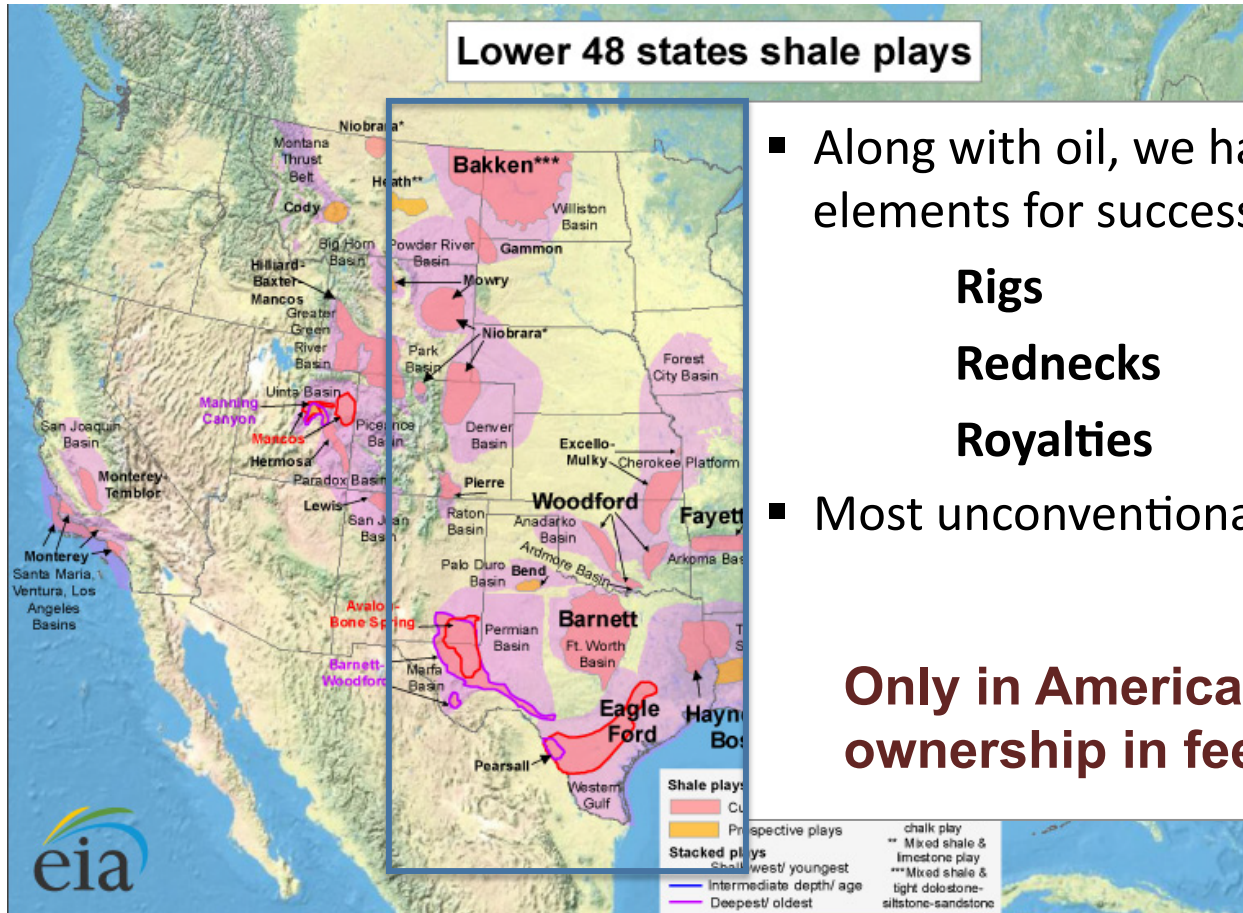 Lower 48 states shale plays
Niobrara*
Montana
Thrust
Belt
Bakken***
Heath**
Cody
Williston
Basin
Big Horn
Basin
Powder River
Basin
Gammon
Hilliard-
Baxter-
Mancos
Mowry
Greater
Green
River
Basin
Niobrara*
Park
Basin
Forest
City Basin
Uinta Basin
Manning
Canyon
San Joaquin
Basin
Mancos
Piceance
Basin
Denver
Basin
Excello-
Mulky
Cherokee Platform
Hermosa
Monterey-
Temblor
Paradox Basin
Pierre
Lewis
Woodford
San Juan
Basin
Raton
Basin
Anadarko
Basin
Fayett
Monterey
Santa Maria,
Ventura, Los
Angeles
Basins
Ardmore Basin
Arkoma Bas
Palo Duro
Basin
Bend
Avalon-
Bone Spring
Permian
Basin
Barnett
Ft. Worth
Basin
T
S
Barnett-
Woodford
Marfa
Basin
Eagle
Ford
Hayn
Bos
Pearsall
Western
Gulf
Shale plays
Cu
Prospective plays
Stacked plays
Shallowest/ youngest
Intermediate depth/ age
Deepest/ oldest
chalk play
** Mixed shale &
limestone play
***Mixed shale &
tight dolostone-
siltstone-sandstone
eia
▪ Along with oil, we ha
elements for success
Rigs
Rednecks
Royalties
▪ Most unconventiona
Only in America
ownership in fee